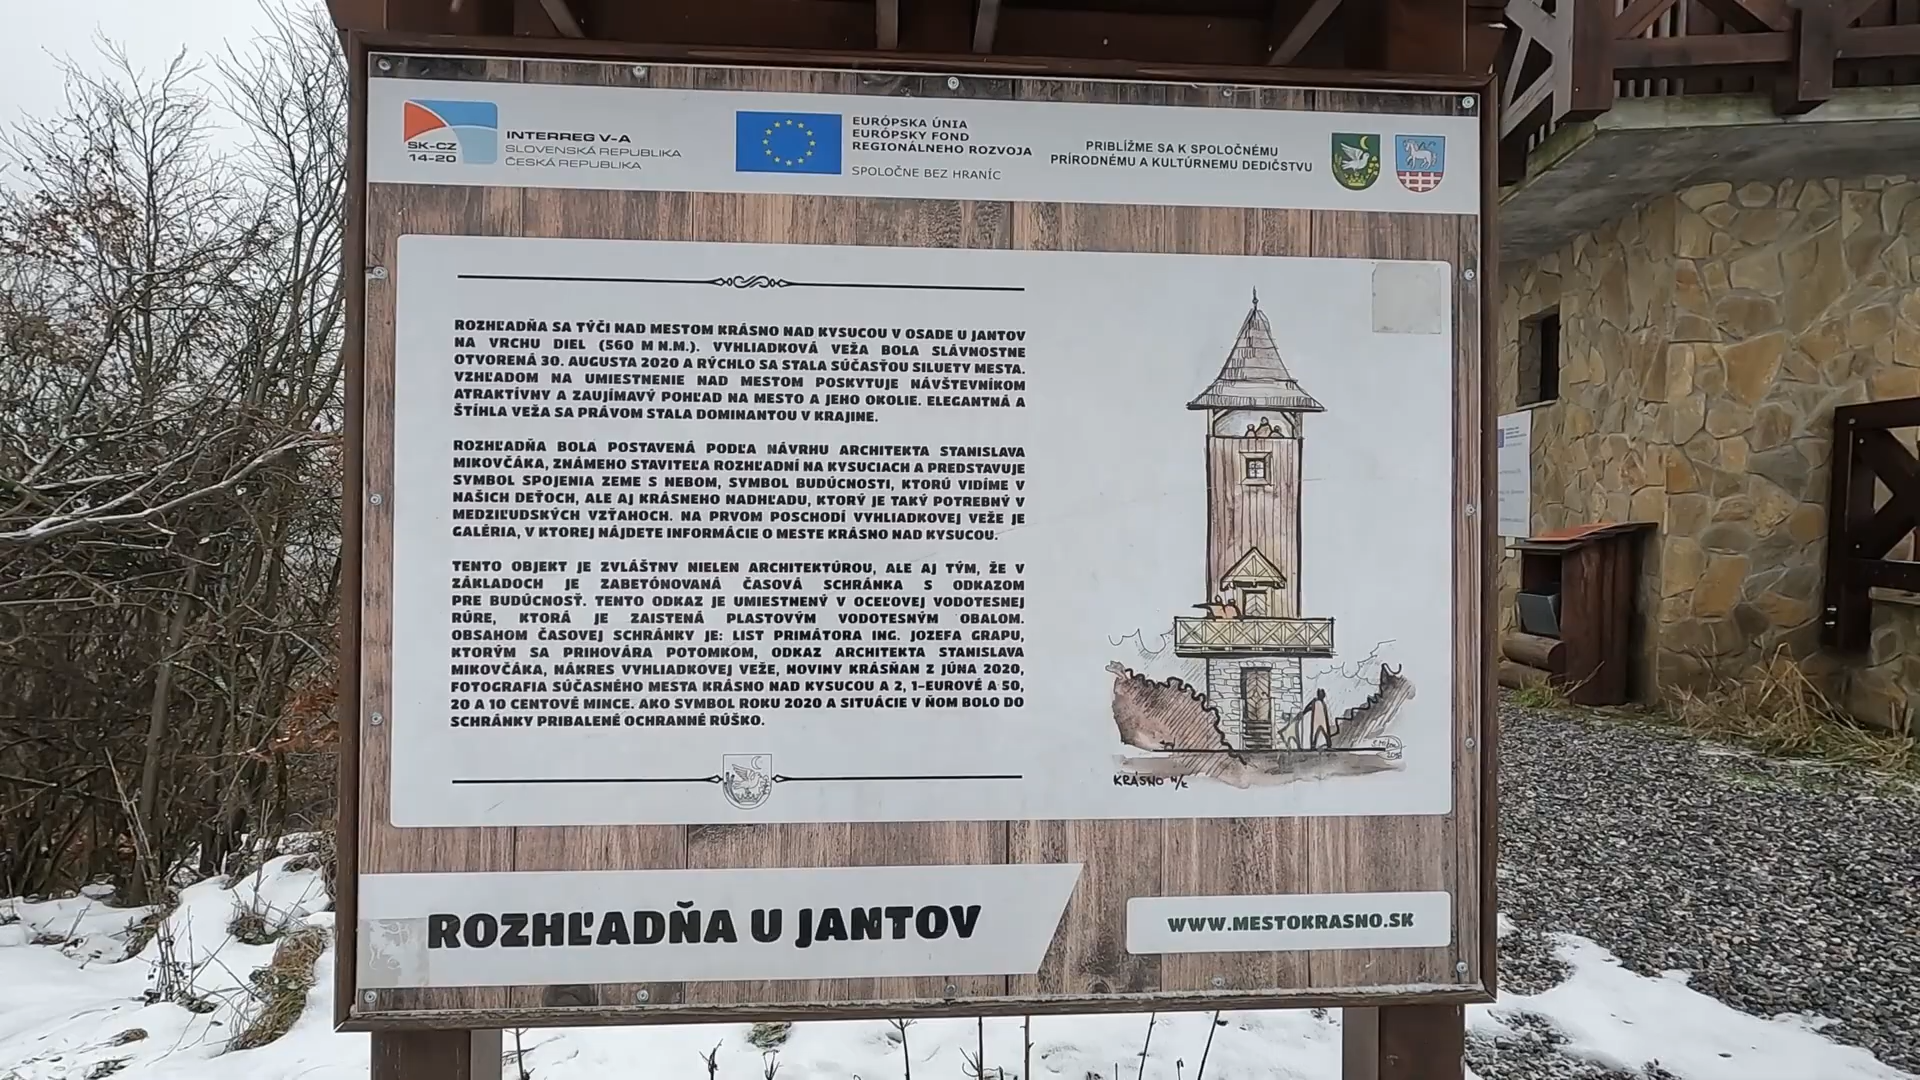 SK-CZ
14-20
INTERREG V-A
SLOVENSKÁ REPUBLIKA
ČESKÁ REPUBLIKA
EURÓPSKA ÚNIA
EURÓPSKY FOND
REGIONÁLNEHO ROZVOJA
SPOLOČNE BEZ HRANÍC
PRIBLÍŽME SA K SPOLOČNÉMU
PRÍRODNÉMU A KULTÚRNEMU DEDIČSTVU
ROZHĽADŇA SA TÝČI NAD MESTOM KRÁSNO NAD KYSUCOU V OSADE U JANTOV
NA VRCHU DIEL (560 M N.M.). VYHLIADKOVÁ VEŽA BOLA SLÁVNOSTNE
OTVORENÁ 30. AUGUSTA 2020 A RÝCHLO SA STALA SÚČASŤOU SILUETY MESTA.
VZHĽADOM NA UMIESTNENIE NAD MESTOM POSKYTUJE NÁVŠTEVNÍKOM
ATRAKTÍVNY A ZAUJÍMAVÝ POHĽAD NA MESTO A JEHO OKOLIE. ELEGANTNÁ A
ŠTÍHLA VEŽA SA PRÁVOM STALA DOMINANTOU V KRAJINE.
ROZHĽADŇA BOLA POSTAVENÁ PODĽA NÁVRHU ARCHITEKTA STANISLAVA
MIKOVČÁKA, ZNÁMEHO STAVITEĽA ROZHĽADNÍ NA KYSUCIACH A PREDSTAVUJE
SYMBOL SPOJENIA ZEME S NEBOM, SYMBOL BUDÚCNOSTI, KTORÚ VIDÍME V
NAŠICH DEŤOCH, ALE AJ KRÁSNEHO NADHĽADU, KTORÝ JE TAKÝ POTREBNÝ V
MEDZIĽUDSKÝCH VZŤAHOCH. NA PRVOM POSCHODÍ VYHLIADKOVEJ VEŽE JE
GALÉRIA, V KTOREJ NÁJDETE INFORMÁCIE O MESTE KRÁSNO NAD KYSUCOU.
TENTO OBJEKT JE ZVLÁŠTNY NIELEN ARCHITEKTÚROU, ALE AJ TÝM, ŽE V
ZÁKLADOCH JE ZABETÓNOVANÁ ČASOVÁ SCHRÁNKA S ODKAZOM
PRE BUDÚCNOSŤ. TENTO ODKAZ JE UMIESTNENÝ V OCEĽOVEJ VODOTESNEJ
RÚRE, KTORÁ JE ZAISTENÁ PLASTOVÝM VODOTESNÝM OBALOM.
OBSAHOM ČASOVEJ SCHRÁNKY JE: LIST PRIMÁTORA ING. JOZEFA GRAPU,
KTORÝM SA PRIHOVÁRA POTOMKOM, ODKAZ ARCHITEKTA STANISLAVA
MIKOVČÁKA, NÁKRES VYHLIADKOVEJ VEŽE, NOVINY KRÁSŇAN Z JÚNA 2020,
FOTOGRAFIA SÚČASNÉHO MESTA KRÁSNO NAD KYSUCOU A 2, 1-EUROVÉ A 50,
20 A 10 CENTOVÉ MINCE. AKO SYMBOL ROKU 2020 A SITUÁCIE V ŇOM BOLO DO
SCHRÁNKY PRIBALENÉ OCHRANNÉ RÚŠKO.
KRÁSNO N/K
ROZHĽADŇA U JANTOV
WWW.MESTOKRASNO.SK